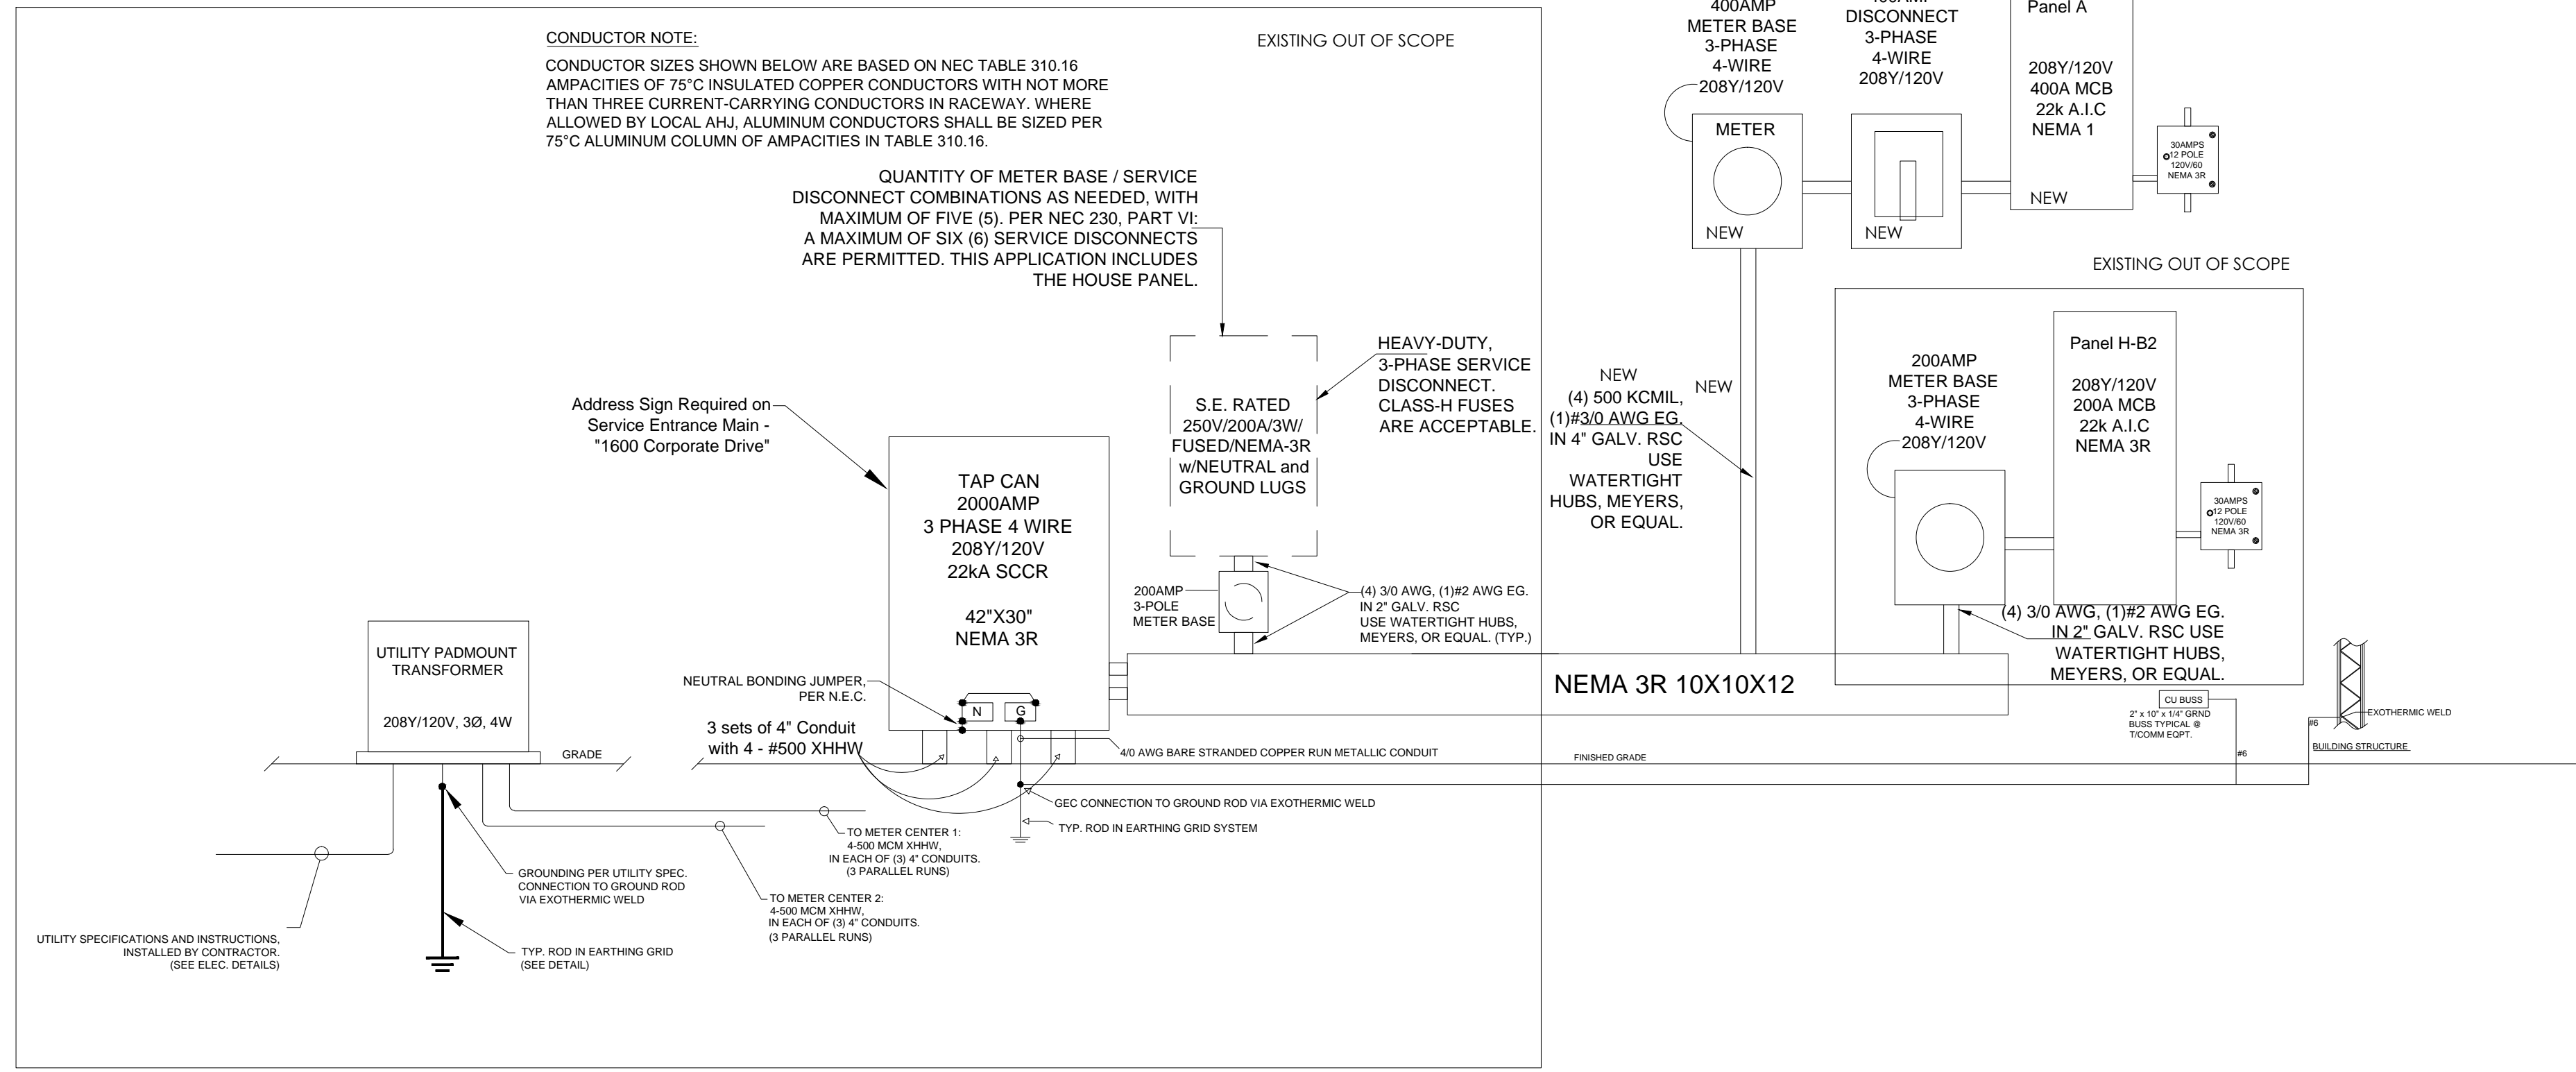 CONDUCTOR NOTE:
CONDUCTOR SIZES SHOWN BELOW ARE BASED ON NEC TABLE 310.16
AMPACITIES OF 75°C INSULATED COPPER CONDUCTORS WITH NOT MORE
THAN THREE CURRENT-CARRYING CONDUCTORS IN RACEWAY. WHERE
ALLOWED BY LOCAL AHJ, ALUMINUM CONDUCTORS SHALL BE SIZED PER
75°C ALUMINUM COLUMN OF AMPACITIES IN TABLE 310.16.
EXISTING OUT OF SCOPE
QUANTITY OF METER BASE / SERVICE
DISCONNECT COMBINATIONS AS NEEDED, WITH
MAXIMUM OF FIVE (5). PER NEC 230, PART VI:
A MAXIMUM OF SIX (6) SERVICE DISCONNECTS
ARE PERMITTED. THIS APPLICATION INCLUDES
THE HOUSE PANEL.
HEAVY-DUTY,
3-PHASE SERVICE
DISCONNECT.
CLASS-H FUSES
ARE ACCEPTABLE.
S.E. RATED
250V/200A/3W/
FUSED/NEMA-3R
w/NEUTRAL and
GROUND LUGS
Address Sign Required on
Service Entrance Main -
"1600 Corporate Drive"
TAP CAN
2000AMP
3 PHASE 4 WIRE
208Y/120V
22kA SCCR
42"X30"
NEMA 3R
200AMP
3-POLE
METER BASE
(4) 3/0 AWG, (1)#2 AWG EG.
IN 2" GALV. RSC
USE WATERTIGHT HUBS,
MEYERS, OR EQUAL. (TYP.)
UTILITY PADMOUNT
TRANSFORMER
208Y/120V, 3Ø, 4W
GRADE
NEUTRAL BONDING JUMPER,
PER N.E.C.
N
G
3 sets of 4" Conduit
with 4 - #500 XHHW
4/0 AWG BARE STRANDED COPPER RUN METALLIC CONDUIT
GEC CONNECTION TO GROUND ROD VIA EXOTHERMIC WELD
TYP. ROD IN EARTHING GRID SYSTEM
TO METER CENTER 1:
4-500 MCM XHHW,
IN EACH OF (3) 4" CONDUITS.
(3 PARALLEL RUNS)
TO METER CENTER 2:
4-500 MCM XHHW,
IN EACH OF (3) 4" CONDUITS.
(3 PARALLEL RUNS)
GROUNDING PER UTILITY SPEC.
CONNECTION TO GROUND ROD
VIA EXOTHERMIC WELD
TYP. ROD IN EARTHING GRID
(SEE DETAIL)
UTILITY SPECIFICATIONS AND INSTRUCTIONS,
INSTALLED BY CONTRACTOR.
(SEE ELEC. DETAILS)
400AMP
METER BASE
3-PHASE
4-WIRE
208Y/120V
METER
NEW
DISCONNECT
3-PHASE
4-WIRE
208Y/120V
NEW
Panel A
208Y/120V
400A MCB
22k A.I.C
NEMA 1
NEW
30AMPS
12 POLE
120V/60
NEMA 3R
EXISTING OUT OF SCOPE
NEW
NEW
(4) 500 KCMIL,
(1)#3/0 AWG EG.
IN 4" GALV. RSC
USE
WATERTIGHT
HUBS, MEYERS,
OR EQUAL.
200AMP
METER BASE
3-PHASE
4-WIRE
208Y/120V
Panel H-B2
208Y/120V
200A MCB
22k A.I.C
NEMA 3R
30AMPS
12 POLE
120V/60
NEMA 3R
(4) 3/0 AWG, (1)#2 AWG EG.
IN 2" GALV. RSC USE
WATERTIGHT HUBS,
MEYERS, OR EQUAL.
NEMA 3R 10X10X12
CU BUSS
2" x 10" x 1/4" GRND
BUSS TYPICAL @
T/COMM EQPT.
#6
#6
EXOTHERMIC WELD
BUILDING STRUCTURE
FINISHED GRADE